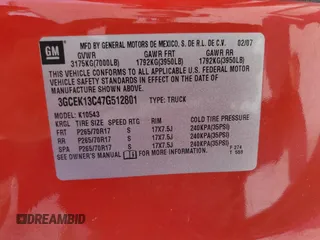 GM
MFD BY GENERAL MOTORS DE MEXICO, S. DE R.L. DE C.V. 02/07
GVWR GAWR FRT GAWR RR
3175KG(7000LB) 1792KG(3950LB) 1792KG(3950LB)
THIS VEHICLE CONFORMS TO ALL APPLICABLE U.S. FEDERAL MOTOR
VEHICLE SAFETY STANDARDS IN EFFECT ON THE DATE OF
MANUFACTURE SHOWN ABOVE.
3GCEK13C47G512801 TYPE: TRUCK
MODEL: K10543
TIRE SIZE SPEED RTG RIM COLD TIRE PRESSURE
FRT P265/70R17 S 17X7.5J 240KPA(35PSI)
RR P265/70R17 S 17X7.5J 240KPA(35PSI)
SPA P265/70R17 S 17X7.5J 240KPA(35PSI)
SEE OWNER'S MANUAL FOR MORE INFORMATION.
DREAMBID